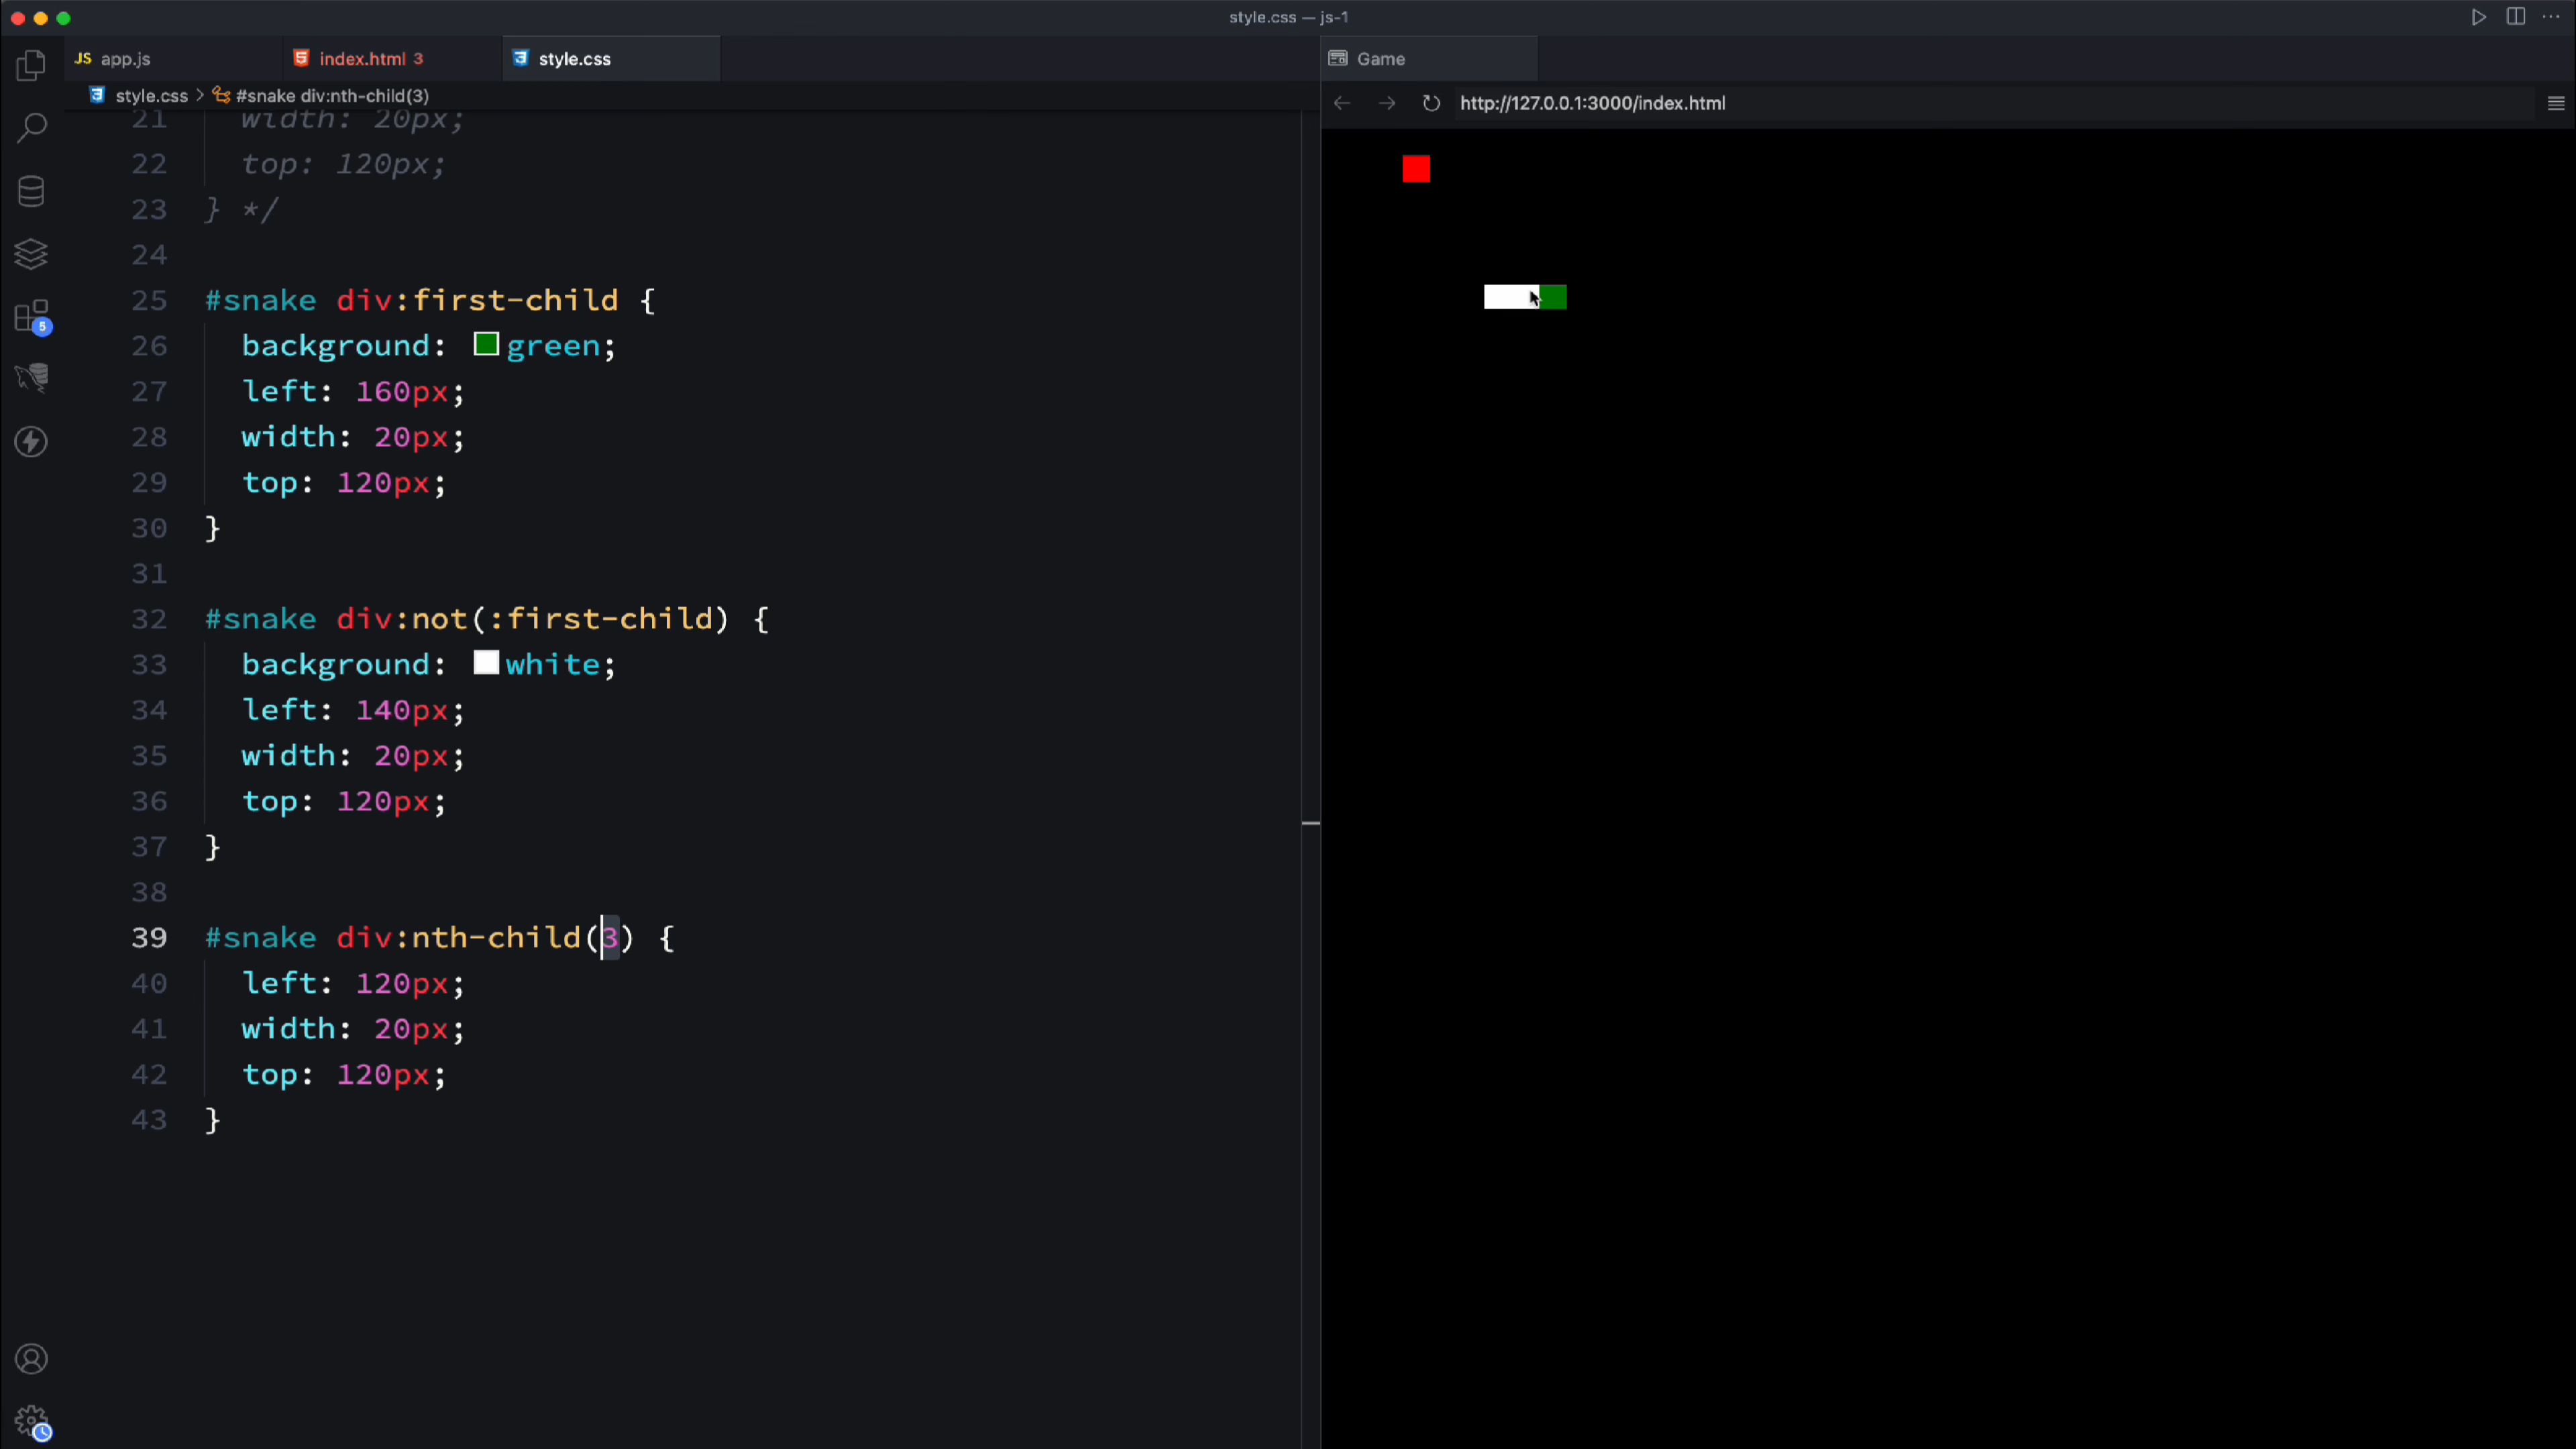 style.css — js-1
JS app.js
index.html 3
style.css
Game
style.css > #snake div:nth-child(3)
http://127.0.0.1:3000/index.html
21 width: 20px;
22 top: 120px;
23 } */
24
25 #snake div:first-child {
26 background: green;
27 left: 160px;
28 width: 20px;
29 top: 120px;
30 }
31
32 #snake div:not(:first-child) {
33 background: white;
34 left: 140px;
35 width: 20px;
36 top: 120px;
37 }
38
39 #snake div:nth-child(3) {
40 left: 120px;
41 width: 20px;
42 top: 120px;
43 }
5